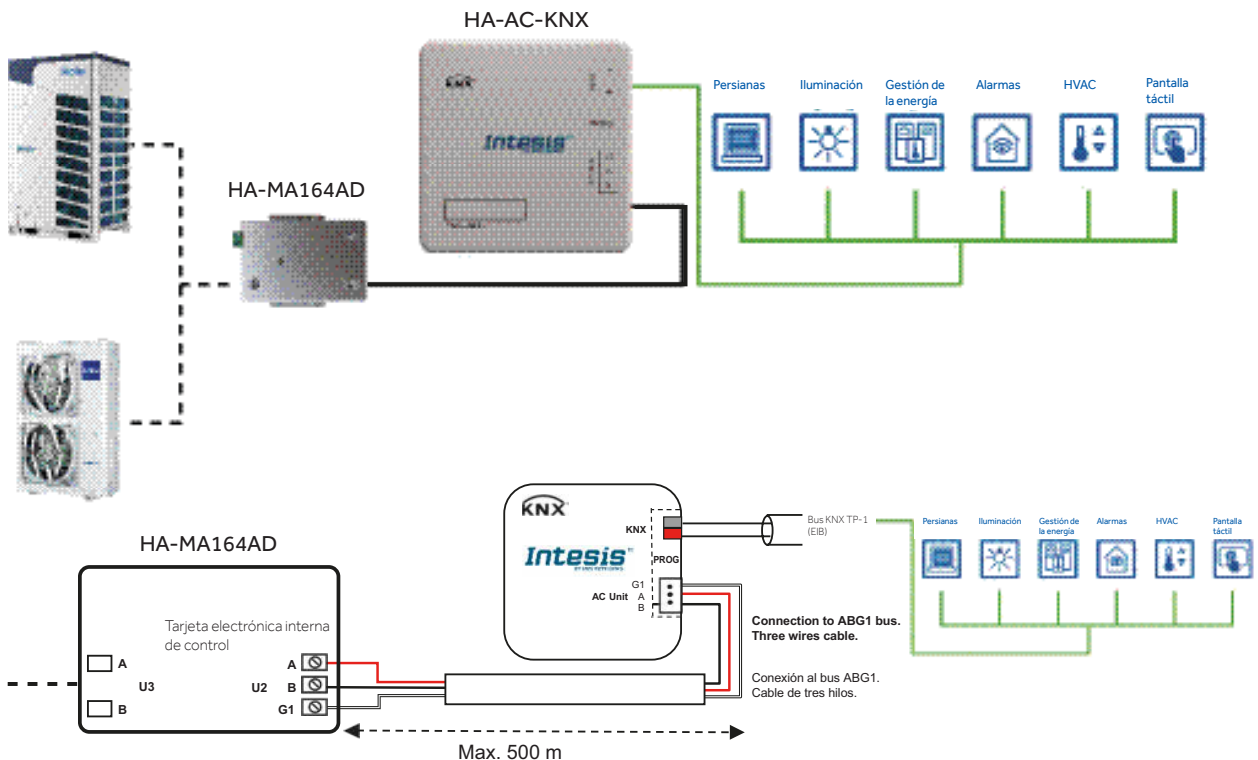 HA-AC-KNX
KNX
Intesis
HA-MA164AD
Persianas
Iluminación
Gestión de
la energía
Alarmas
HVAC
Pantalla
táctil
HA-MA164AD
Tarjeta electrónica interna
de control
A
B
U3
U2
A
B
G1
KNX
Intesis
KNX
PROG
G1
A
B
AC Unit
Bus KNX TP-1
(EIB)
Connection to ABG1 bus.
Three wires cable.
Conexión al bus ABG1.
Cable de tres hilos.
Persianas
Iluminación
Gestión de
la energía
Alarmas
HVAC
Pantalla
táctil
Max. 500 m